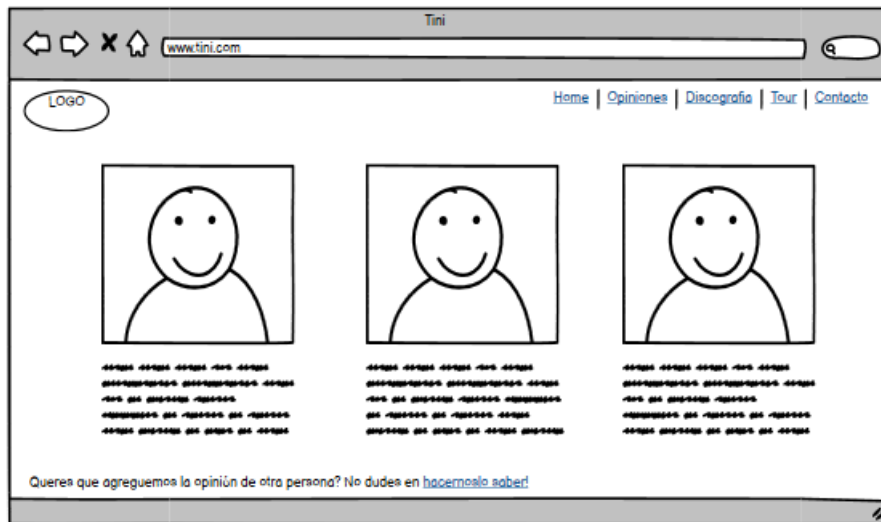 Tini
www.tini.com
LOGO
Home | Opiniones | Discografia | Tour | Contacto
Queres que agreguemos la opinión de otra persona? No dudes en hacernoslo saber!